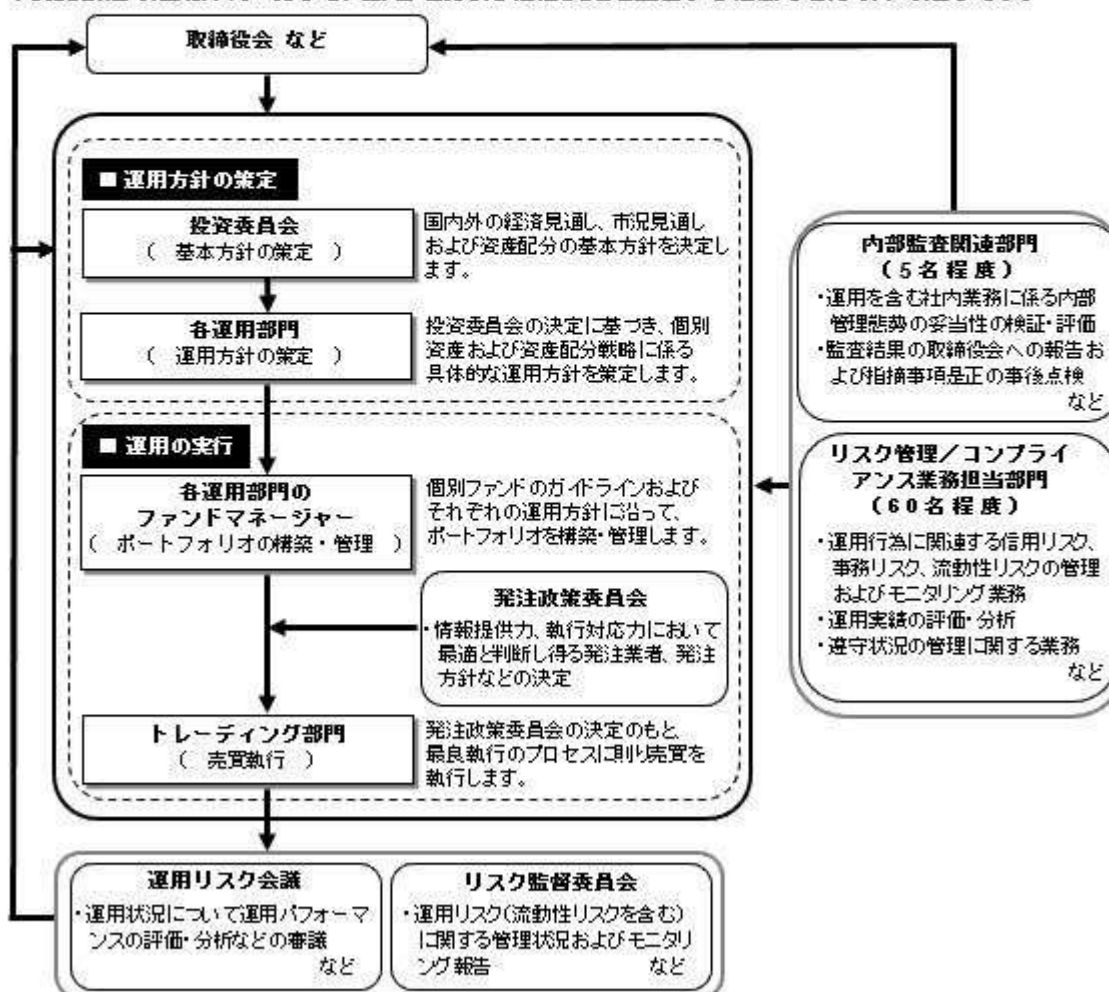 取締役会 など
■ 運用方針の策定
投資委員会
( 基本方針の策定 )
国内外の経済見通し、市況見通し
および資産配分の基本方針を決定し
ます。
各運用部門
( 運用方針の策定 )
投資委員会の決定に基づき、個別
資産および資産配分戦略に係る
具体的な運用方針を策定します。
■ 運用の実行
各運用部門の
ファンドマネージャー
( ポートフォリオの構築・管理 )
個別ファンドのガイドラインおよび
それぞれの運用方針に沿って、
ポートフォリオを構築・管理します。
発注政策委員会
・情報提供力、執行対応力において
最適と判断し得る発注業者、発注
方針などの決定
トレーディング部門
( 売買執行 )
発注政策委員会の決定のもと、
最良執行のプロセスに則り売買を
執行します。
内部監査関連部門
(5名程度)
・運用を含む社内業務に係る内部
管理態勢の妥当性の検証・評価
・監査結果の取締役会への報告お
よび指摘事項是正の事後点検
など
リスク管理/コンプライ
アンス業務担当部門
(60名程度)
・運用行為に関連する信用リスク、
事務リスク、流動性リスクの管理
およびモニタリング業務
・運用実績の評価・分析
・遵守状況の管理に関する業務
など
運用リスク会議
・運用状況について運用パフォーマ
ンスの評価・分析などの審議
など
リスク監督委員会
・運用リスク(流動性リスクを含む)
に関する管理状況およびモニタリ
ング報告 など